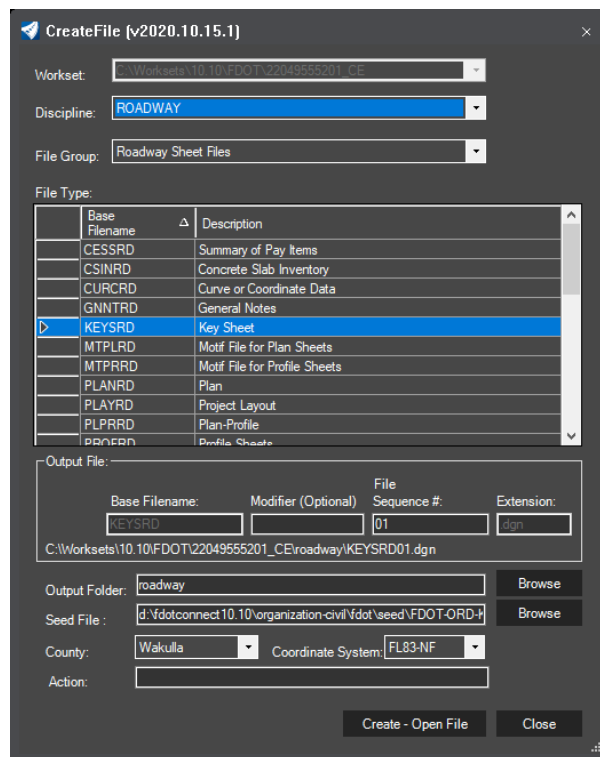 CreateFile (v2020.10.15.1)
Workset: C:\Worksets\10.10\FDOT\22049555201_CE
Discipline: ROADWAY
File Group: Roadway Sheet Files
File Type:
Base Filename Description
CESSRD Summary of Pay Items
CSINRD Concrete Slab Inventory
CURCRD Curve or Coordinate Data
GNNTRD General Notes
KEYSRD Key Sheet
MTPLRD Motif File for Plan Sheets
MTPRRD Motif File for Profile Sheets
PLANRD Plan
PLAYRD Project Layout
PLPRRD Plan-Profile
PROFRD Profile Sheets
Output File:
Base Filename: Modifier (Optional) File Sequence #: Extension:
KEYSRD 01 .dgn
C:\Worksets\10.10\FDOT\22049555201_CE\roadway\KEYSRD01.dgn
Output Folder: roadway Browse
Seed File : d:\fdotconnect10.10\organization-civil\fdot\seed\FDOT-ORD-K Browse
County: Wakulla Coordinate System: FL83-NF
Action:
Create - Open File Close